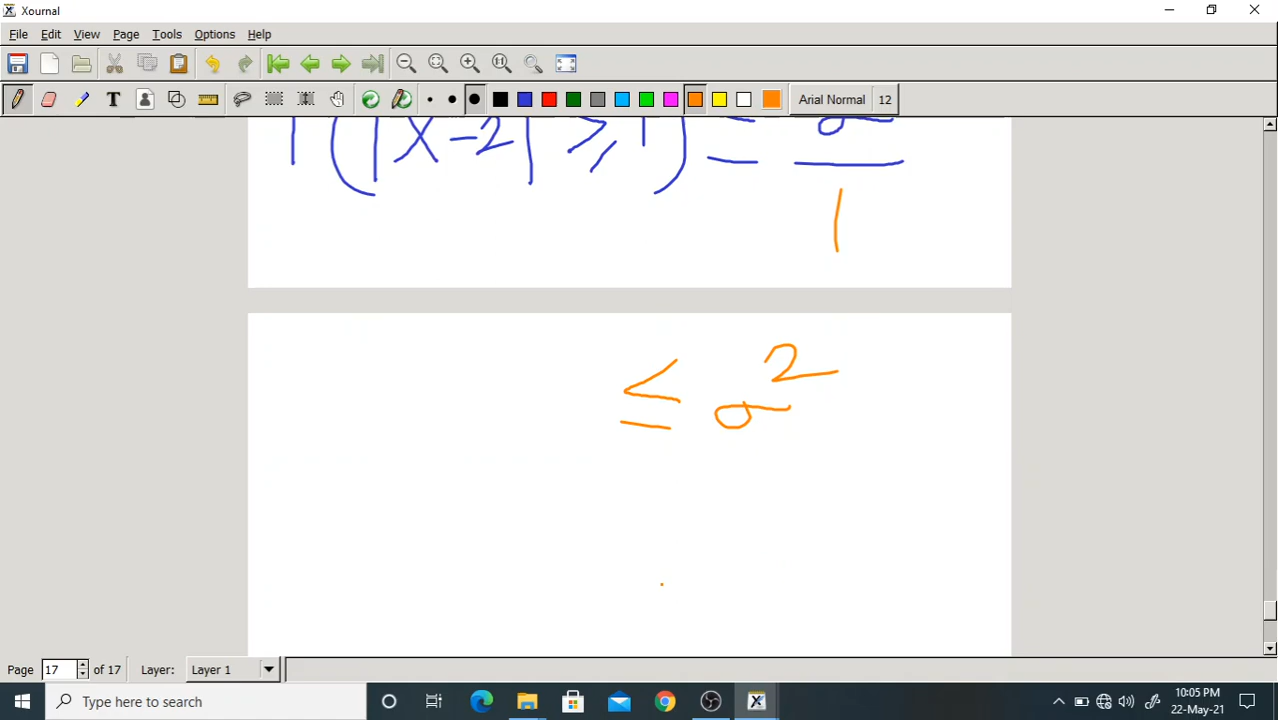 Xournal
File Edit View Page Tools Options Help
Arial Normal 12
P(|X-2| ≥ 1) ≤ σ
1
≤ σ²
Page 17 of 17 Layer: Layer 1
Type here to search
10:05 PM
22-May-21